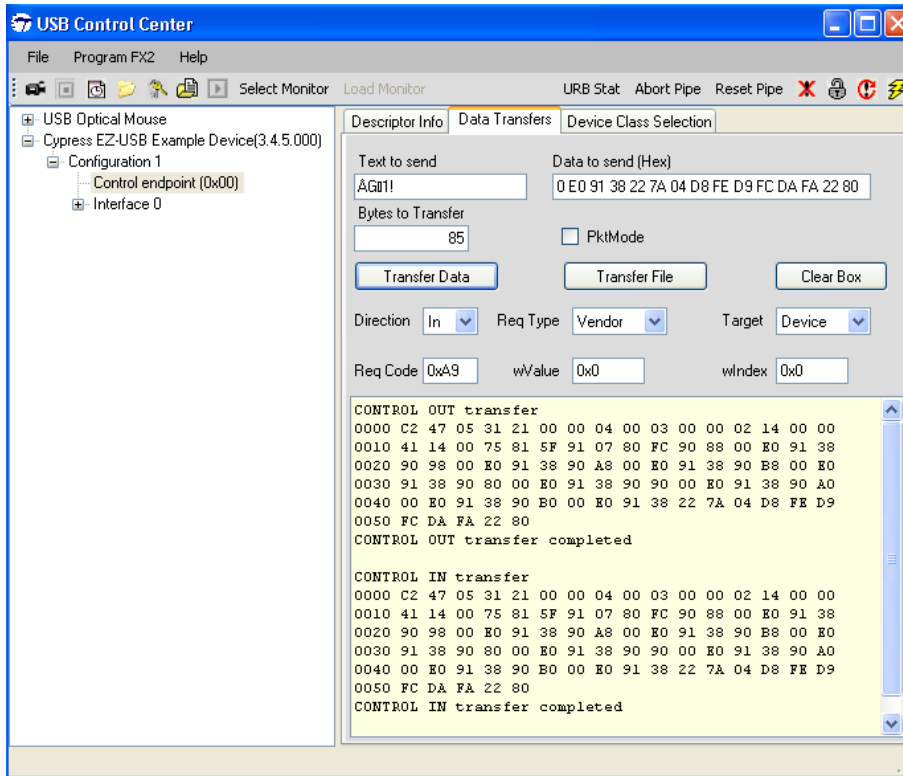 USB Control Center
File Program FX2 Help
Select Monitor Load Monitor URB Stat Abort Pipe Reset Pipe
USB Optical Mouse
Cypress EZ-USB Example Device(3.4.5.000)
Configuration 1
Control endpoint (0x00)
Interface 0
Descriptor Info Data Transfers Device Class Selection
Text to send Data to send (Hex)
0 E0 91 38 22 7A 04 D8 FE D9 FC DA FA 22 80
Bytes to Transfer
85 PktMode
Transfer Data Transfer File Clear Box
Direction In Req Type Vendor Target Device
Req Code 0xA9 wValue 0x0 wIndex 0x0
CONTROL OUT transfer
0000 C2 47 05 31 21 00 00 04 00 03 00 00 02 14 00 00
0010 41 14 00 75 81 5F 91 07 80 FC 90 88 00 E0 91 38
0020 90 98 00 E0 91 38 90 A8 00 E0 91 38 90 B8 00 E0
0030 91 38 90 80 00 E0 91 38 90 90 00 E0 91 38 90 A0
0040 00 E0 91 38 90 B0 00 E0 91 38 22 7A 04 D8 FE D9
0050 FC DA FA 22 80
CONTROL OUT transfer completed
CONTROL IN transfer
0000 C2 47 05 31 21 00 00 04 00 03 00 00 02 14 00 00
0010 41 14 00 75 81 5F 91 07 80 FC 90 88 00 E0 91 38
0020 90 98 00 E0 91 38 90 A8 00 E0 91 38 90 B8 00 E0
0030 91 38 90 80 00 E0 91 38 90 90 00 E0 91 38 90 A0
0040 00 E0 91 38 90 B0 00 E0 91 38 22 7A 04 D8 FE D9
0050 FC DA FA 22 80
CONTROL IN transfer completed